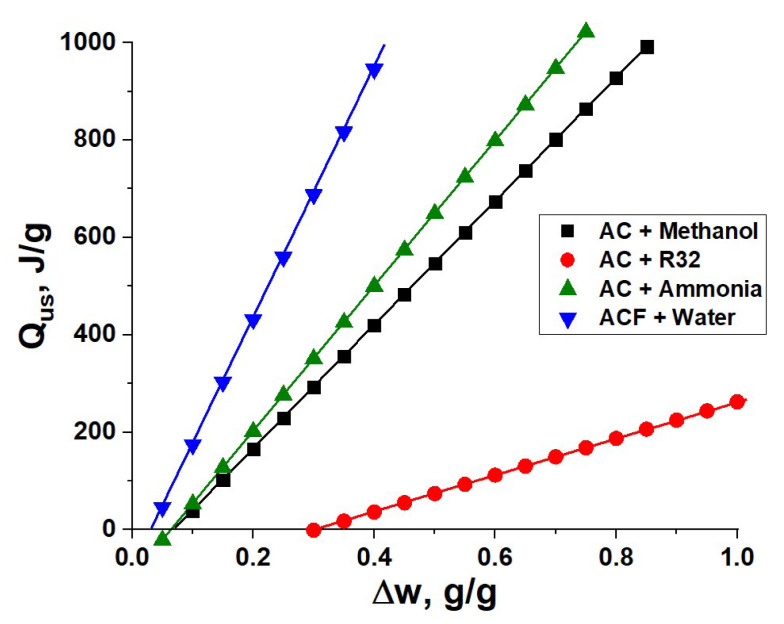 1000
800
600
400
200
0
Qus, J/g
0.0 0.2 0.4 0.6 0.8 1.0
Δw, g/g
AC + Methanol
AC + R32
AC + Ammonia
ACF + Water